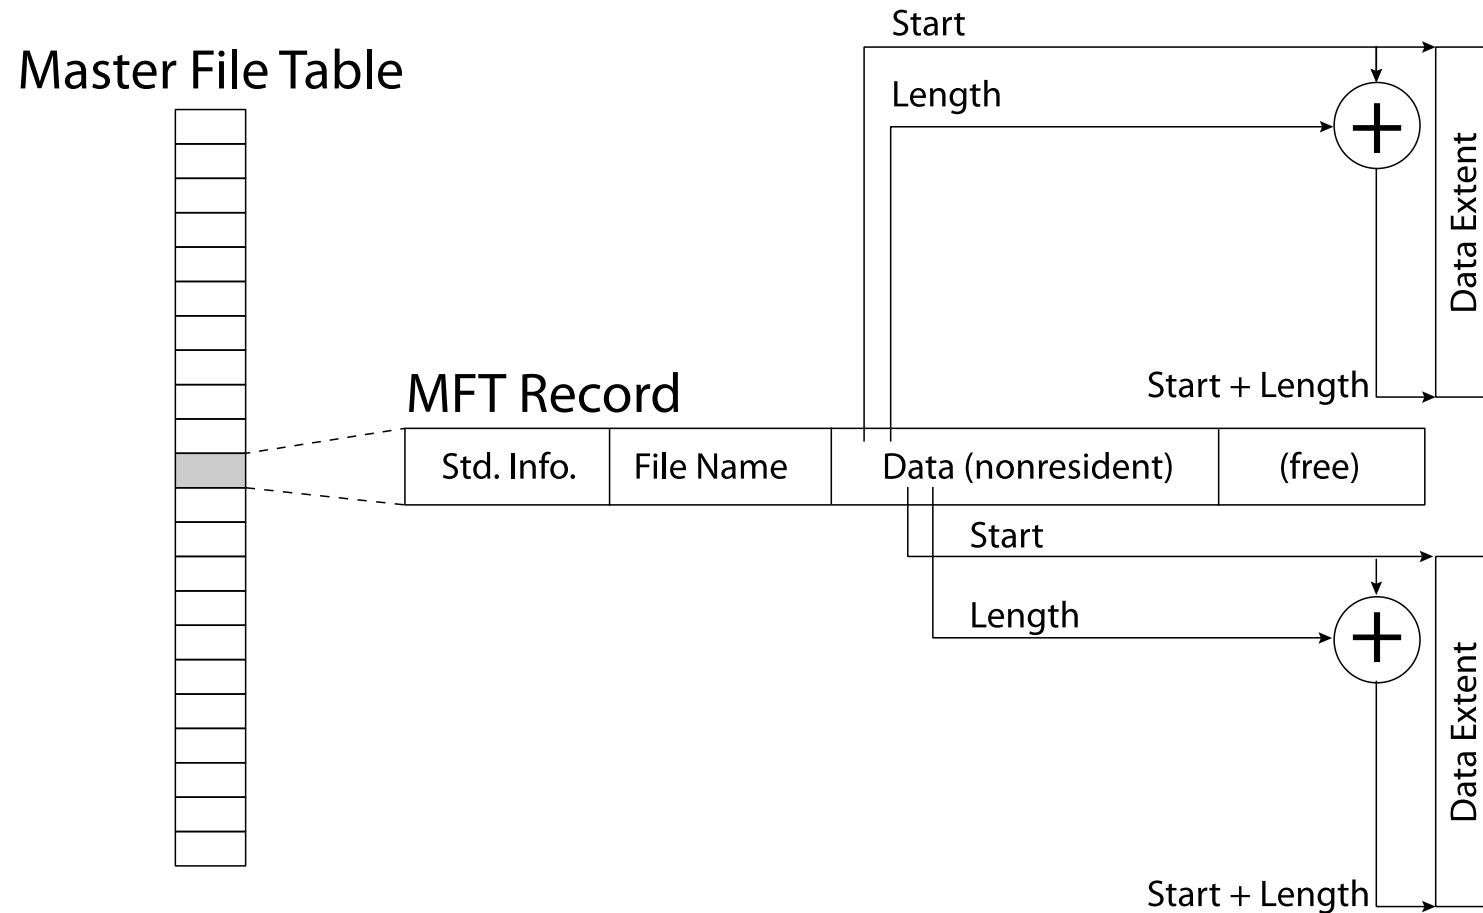 Start
Master File Table
Length
Data Extent
Start + Length
MFT Record
Std. Info.
File Name
Data (nonresident)
(free)
Start
Length
Data Extent
Start + Length